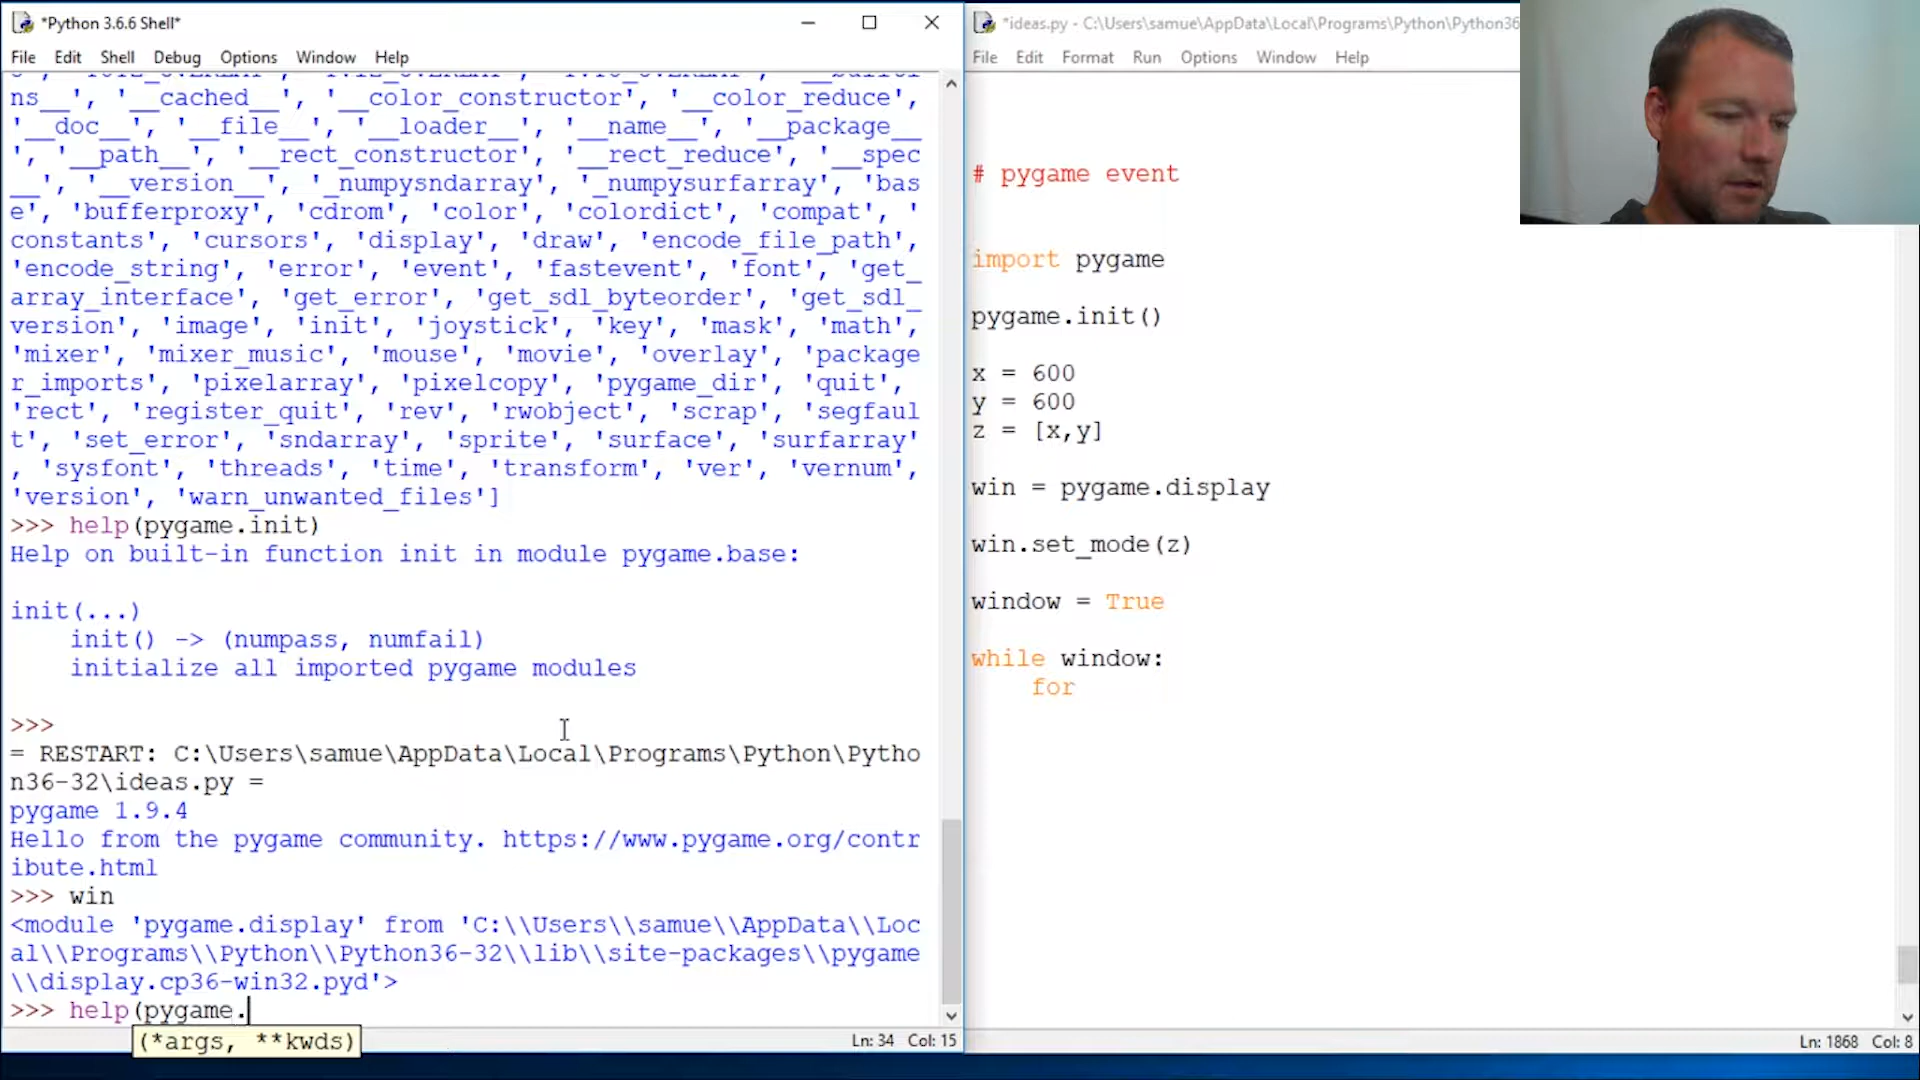 *Python 3.6.6 Shell*
File Edit Shell Debug Options Window Help
ns__', '__cached__', '__color_constructor', '__color_reduce',
'__doc__', '__file__', '__loader__', '__name__', '__package__
', '__path__', '__rect_constructor', '__rect_reduce', '__spec
__', '__version__', '_numpysndarray', '_numpysurfarray', 'bas
e', 'bufferproxy', 'cdrom', 'color', 'colordict', 'compat', '
constants', 'cursors', 'display', 'draw', 'encode_file_path',
'encode_string', 'error', 'event', 'fastevent', 'font', 'get_
array_interface', 'get_error', 'get_sdl_byteorder', 'get_sdl_
version', 'image', 'init', 'joystick', 'key', 'mask', 'math',
'mixer', 'mixer_music', 'mouse', 'movie', 'overlay', 'package
r_imports', 'pixelarray', 'pixelcopy', 'pygame_dir', 'quit',
'rect', 'register_quit', 'rev', 'rwobject', 'scrap', 'segfaul
t', 'set_error', 'sndarray', 'sprite', 'surface', 'surfarray'
, 'sysfont', 'threads', 'time', 'transform', 'ver', 'vernum',
'version', 'warn_unwanted_files']
>>> help(pygame.init)
Help on built-in function init in module pygame.base:
init(...)
init() -> (numpass, numfail)
initialize all imported pygame modules
>>>
= RESTART: C:\Users\samue\AppData\Local\Programs\Python\Pytho
n36-32\ideas.py =
pygame 1.9.4
Hello from the pygame community. https://www.pygame.org/contr
ibute.html
>>> win
<module 'pygame.display' from 'C:\\Users\\samue\\AppData\\Loc
al\\Programs\\Python\\Python36-32\\lib\\site-packages\\pygame
\\display.cp36-win32.pyd'>
>>> help(pygame.
(*args, **kwds)
Ln: 34 Col: 15
*ideas.py - C:\Users\samue\AppData\Local\Programs\Python\Python36
File Edit Format Run Options Window Help
# pygame event
import pygame
pygame.init()
x = 600
y = 600
z = [x,y]
win = pygame.display
win.set_mode(z)
window = True
while window:
for
Ln: 1868 Col: 8